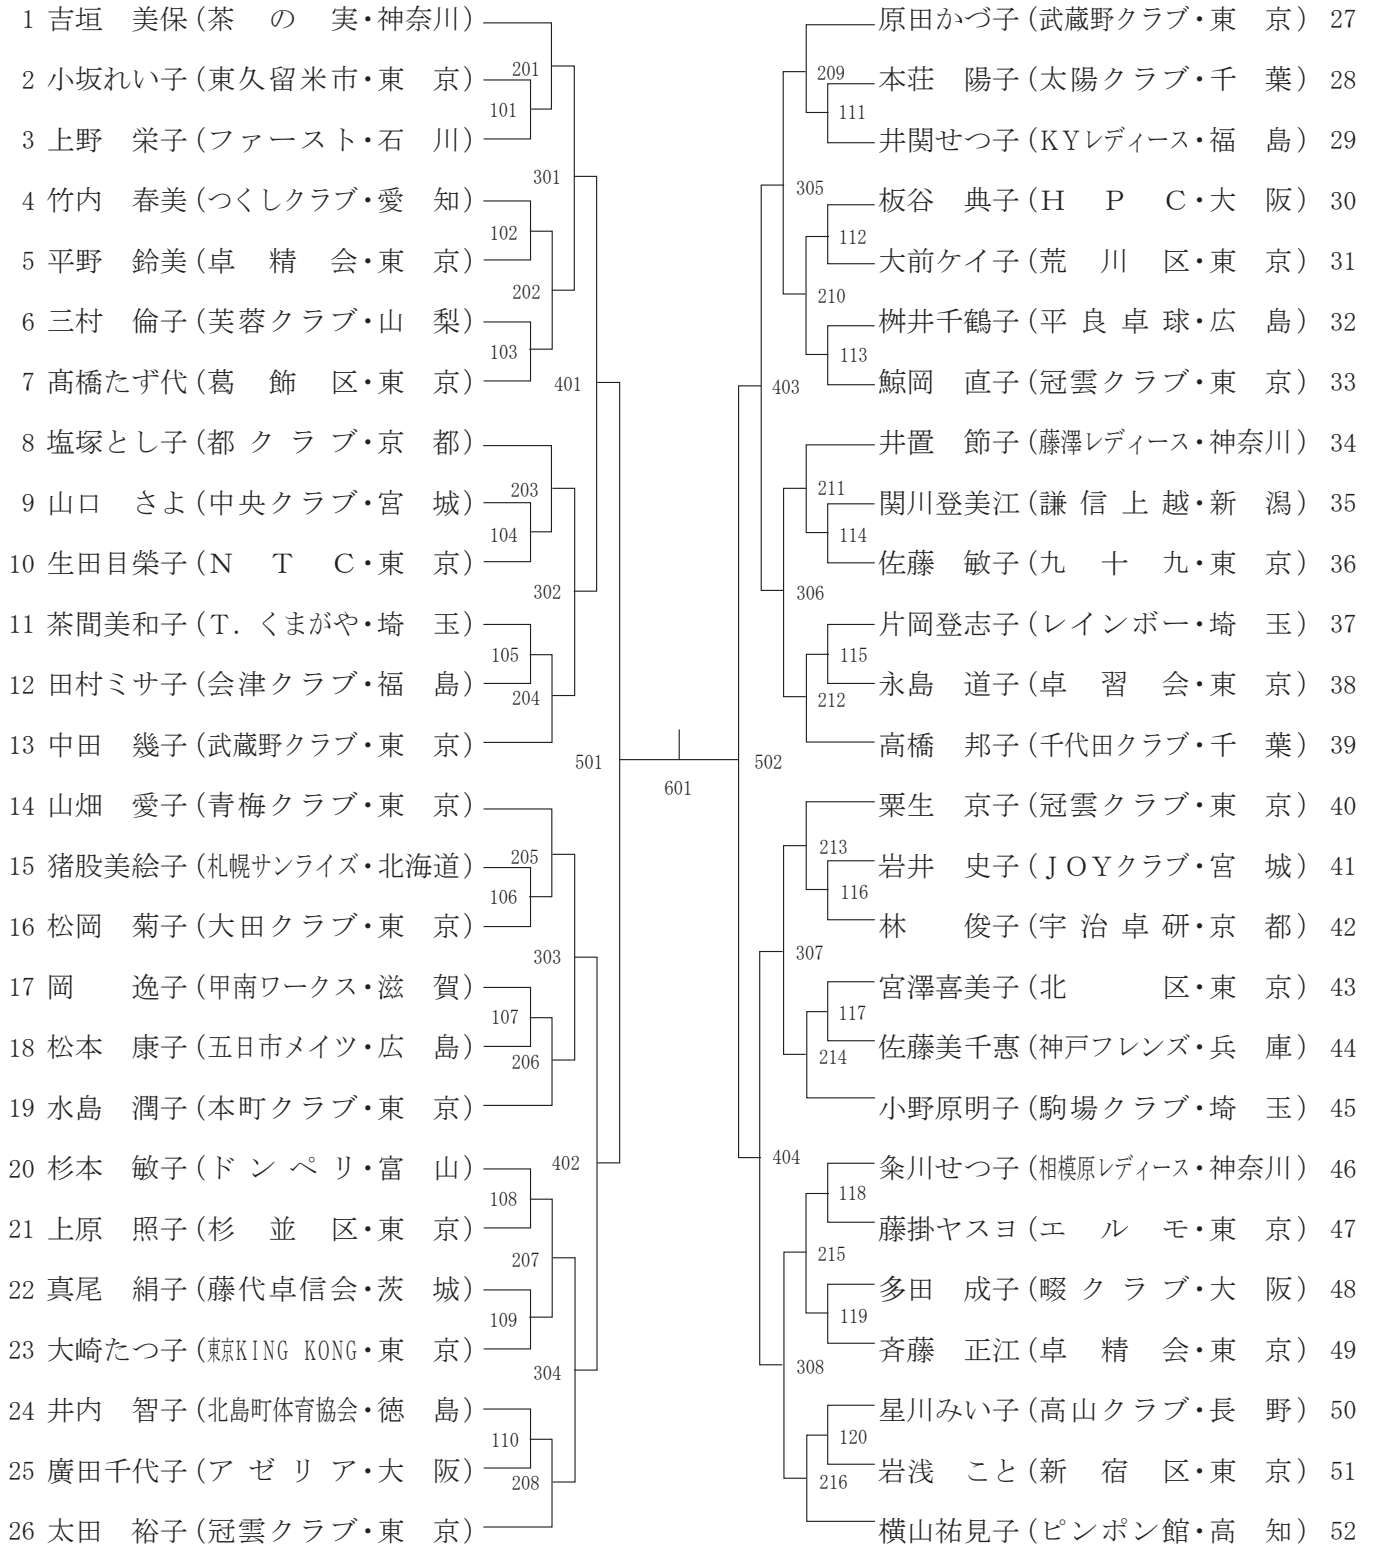 1 吉垣　美保（茶　の　実・神奈川）
2 小坂れい子（東久留米市・東　京）
3 上野　栄子（ファースト・石　川）
4 竹内　春美（つくしクラブ・愛　知）
5 平野　鈴美（卓　精　会・東　京）
6 三村　倫子（芙蓉クラブ・山　梨）
7 髙橋たず代（葛　飾　区・東　京）
8 塩塚とし子（都 ク ラ ブ・京　都）
9 山口　さよ（中央クラブ・宮　城）
10 生田目榮子（Ｎ　Ｔ　Ｃ・東　京）
11 茶間美和子（Ｔ．くまがや・埼　玉）
12 田村ミサ子（会津クラブ・福　島）
13 中田　幾子（武蔵野クラブ・東　京）
14 山畑　愛子（青梅クラブ・東　京）
15 猪股美絵子（札幌サンライズ・北海道）
16 松岡　菊子（大田クラブ・東　京）
17 岡　　逸子（甲南ワークス・滋　賀）
18 松本　康子（五日市メイツ・広　島）
19 水島　潤子（本町クラブ・東　京）
20 杉本　敏子（ド ン ペ リ・富　山）
21 上原　照子（杉　並　区・東　京）
22 真尾　絹子（藤代卓信会・茨　城）
23 大崎たつ子（東京KING KONG・東　京）
24 井内　智子（北島町体育協会・徳　島）
25 廣田千代子（ア ゼ リ ア・大　阪）
26 太田　裕子（冠雲クラブ・東　京）
201
101
301
102
202
103
401
203
104
302
105
204
501
205
106
303
107
206
402
108
207
109
304
110
208
601
209
111
305
112
210
113
403
211
114
306
115
212
502
213
116
307
117
214
404
118
215
119
308
120
216
原田かづ子（武蔵野クラブ・東　京） 27
本荘　陽子（太陽クラブ・千　葉） 28
井関せつ子（ＫＹレディース・福　島） 29
板谷　典子（Ｈ　Ｐ　Ｃ・大　阪） 30
大前ケイ子（荒　川　区・東　京） 31
桝井千鶴子（平 良 卓 球・広　島） 32
鯨岡　直子（冠雲クラブ・東　京） 33
井置　節子（藤澤レディース・神奈川） 34
関川登美江（謙 信 上 越・新　潟） 35
佐藤　敏子（九　十　九・東　京） 36
片岡登志子（レインボー・埼　玉） 37
永島　道子（卓　習　会・東　京） 38
高橋　邦子（千代田クラブ・千　葉） 39
粟生　京子（冠雲クラブ・東　京） 40
岩井　史子（ＪＯＹクラブ・宮　城） 41
林　　俊子（宇 治 卓 研・京　都） 42
宮澤喜美子（北　　　区・東　京） 43
佐藤美千惠（神戸フレンズ・兵　庫） 44
小野原明子（駒場クラブ・埼　玉） 45
粂川せつ子（相模原レディース・神奈川） 46
藤掛ヤスヨ（エ　ル　モ・東　京） 47
多田　成子（畷 ク ラ ブ・大　阪） 48
斉藤　正江（卓　精　会・東　京） 49
星川みい子（高山クラブ・長　野） 50
岩浅　こと（新　宿　区・東　京） 51
横山祐見子（ピンポン館・高　知） 52